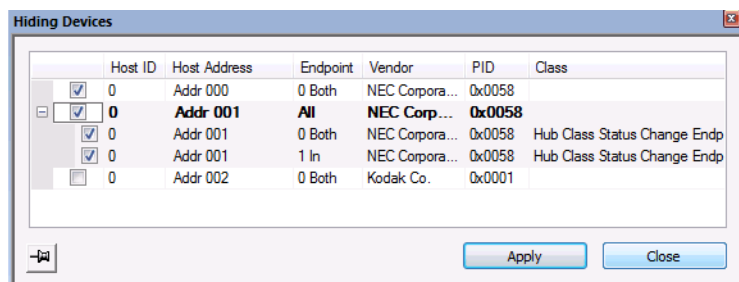 Hiding Devices
Host ID Host Address Endpoint Vendor PID Class
0 Addr 000 0 Both NEC Corpora... 0x0058
0 Addr 001 All NEC Corp... 0x0058
0 Addr 001 0 Both NEC Corpora... 0x0058 Hub Class Status Change Endp
0 Addr 001 1 In NEC Corpora... 0x0058 Hub Class Status Change Endp
0 Addr 002 0 Both Kodak Co. 0x0001
Apply Close